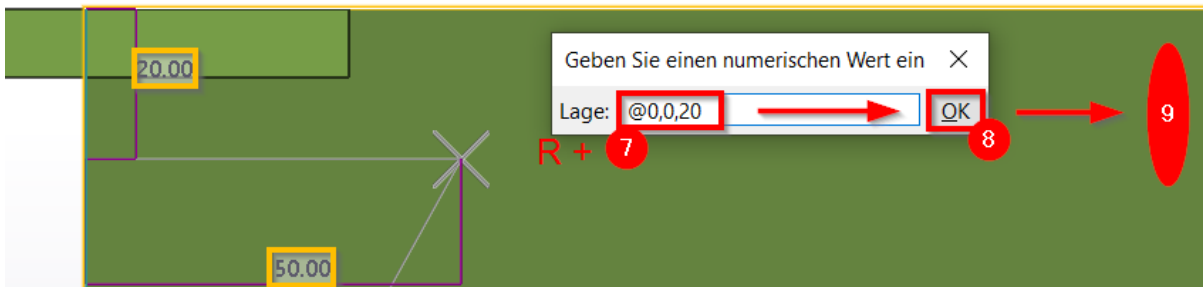 20.00
Geben Sie einen numerischen Wert ein
Lage: @0,0,20 OK
R + 7
8
9
50.00